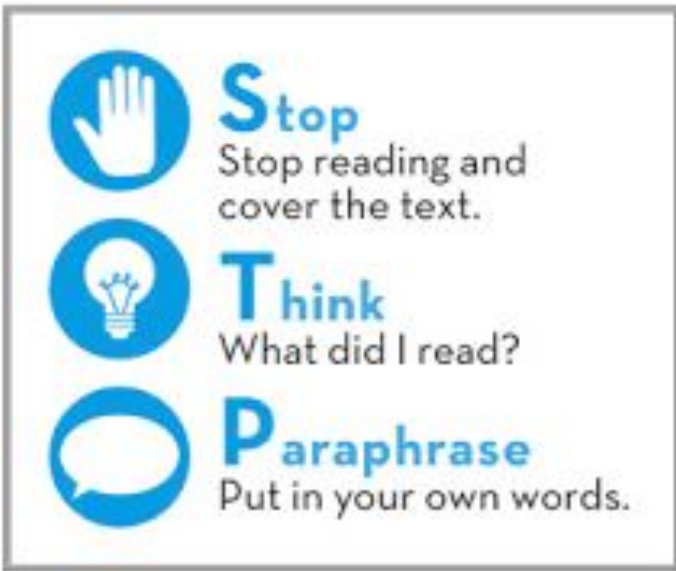 Stop
Stop reading and
cover the text.
Think
What did I read?
Paraphrase
Put in your own words.